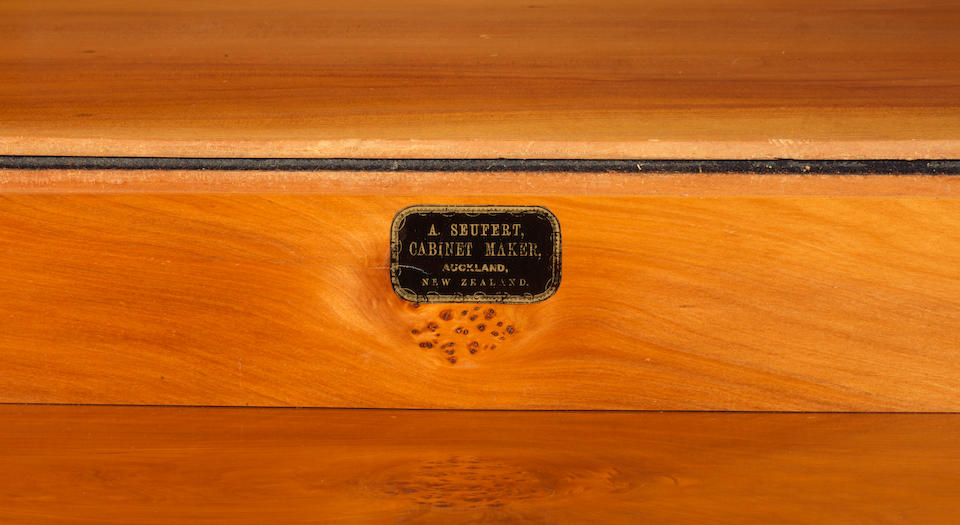 A. SEUFERT,
CABINET MAKER,
AUCKLAND,
NEW ZEALAND.